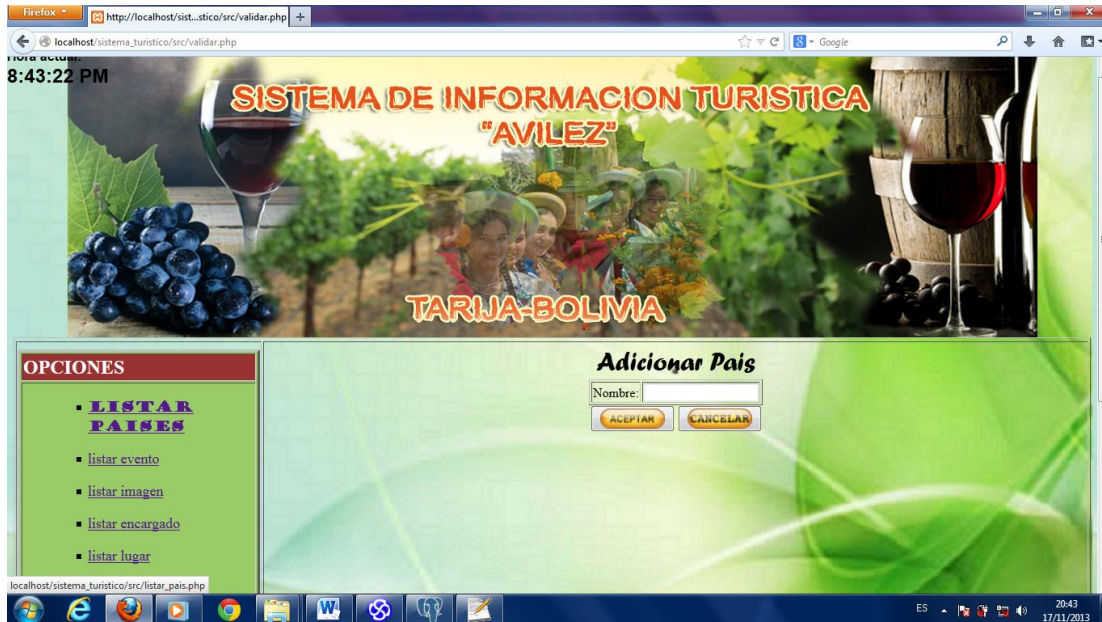 Firefox
http://localhost/sist...stico/src/validar.php
localhost/sistema_turistico/src/validar.php
Google
Hora actual:
8:43:22 PM
SISTEMA DE INFORMACION TURISTICA
"AVILEZ"
TARIJA-BOLIVIA
OPCIONES
LISTAR
PAISES
listar evento
listar imagen
listar encargado
listar lugar
Adicionar Pais
Nombre:
ACEPTAR CANCELAR
localhost/sistema_turistico/src/listar_pais.php
ES
20:43
17/11/2013